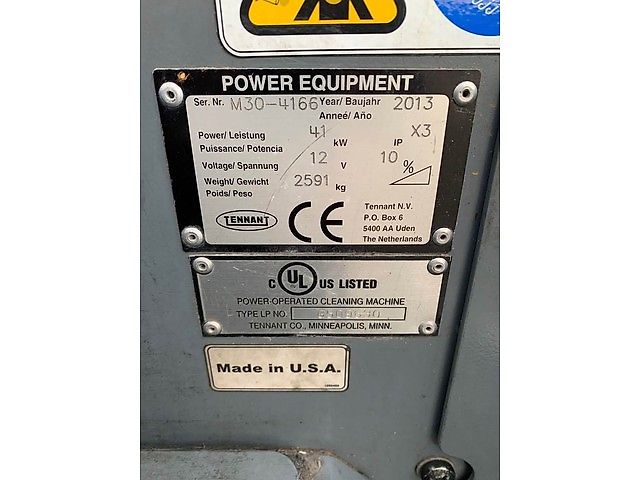 POWER EQUIPMENT
Ser. Nr. M30-4166 Year/ Baujahr 2013
Anneé/ Año
Power/ Leistung 41 kW IP X3
Puissance/ Potencia
Voltage/ Spannung 12 V 10 %
Weight/ Gewicht 2591 kg
Poids/ Peso
TENNANT CE Tennant N.V.
P.O. Box 6
5400 AA Uden
The Netherlands
C UL US LISTED
POWER-OPERATED CLEANING MACHINE
TYPE LP NO.
TENNANT CO., MINNEAPOLIS, MINN.
Made in U.S.A.